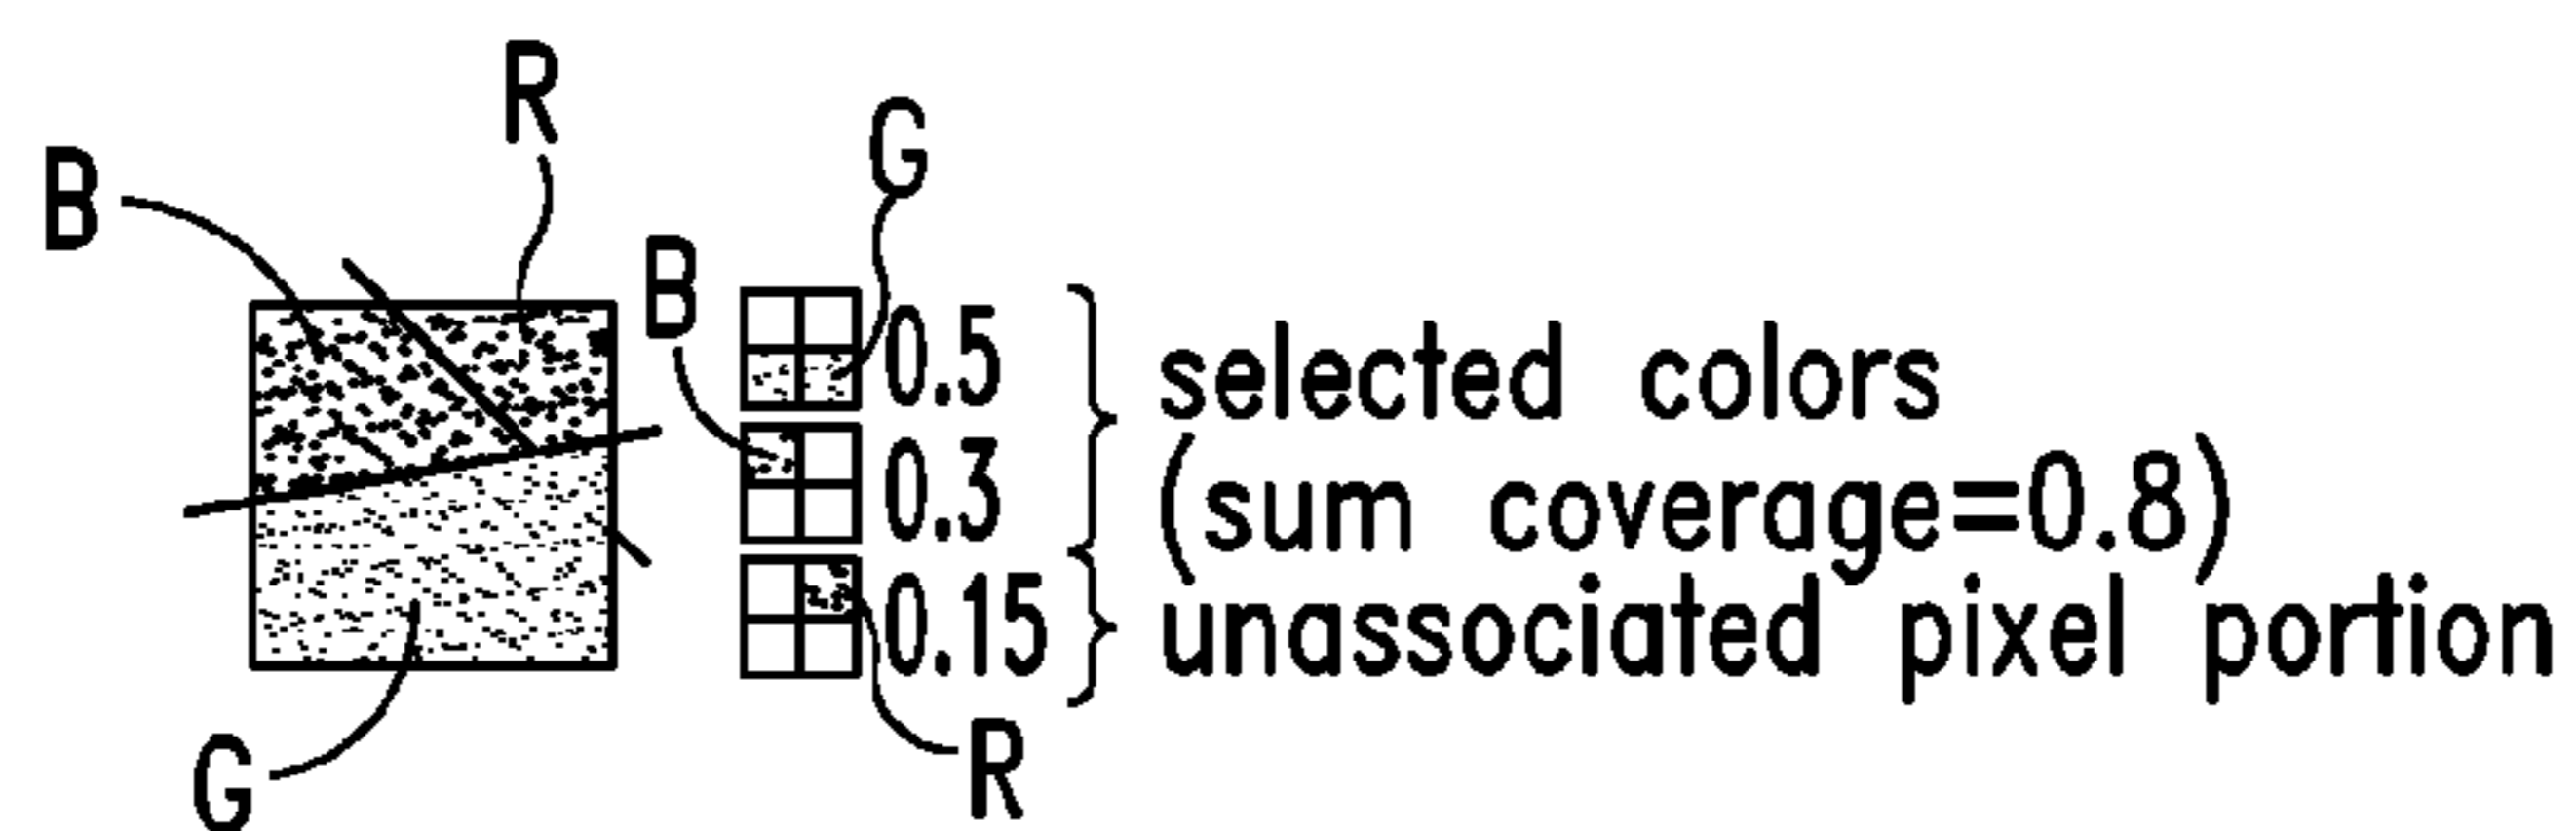 R
B
G
B
0.5
selected colors
0.3
(sum coverage=0.8)
0.15
unassociated pixel portion
R
G